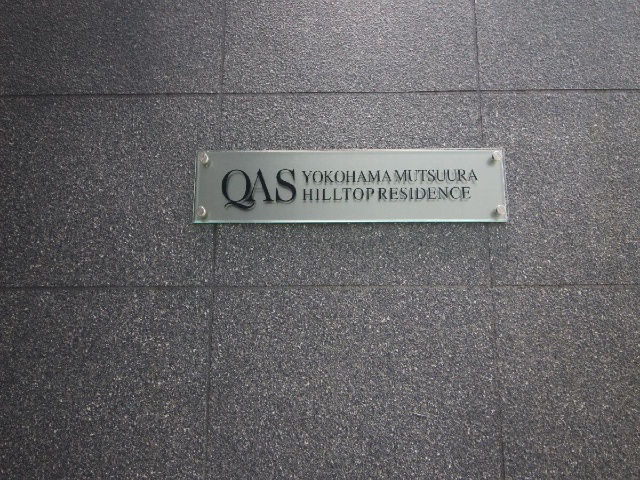 QAS YOKOHAMA MUTSUURA
HILLTOP RESIDENCE